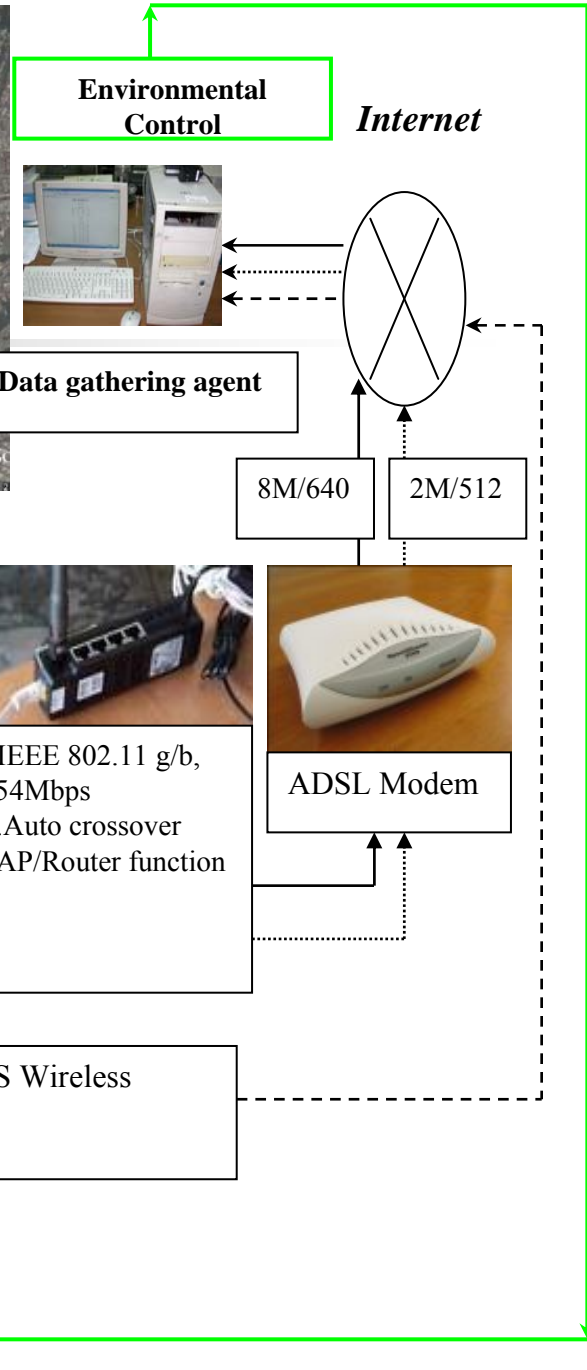 Environmental
Control
Internet
Data gathering agent
8M/640
2M/512
IEEE 802.11 g/b,
54Mbps
.Auto crossover
AP/Router function
ADSL Modem
S Wireless